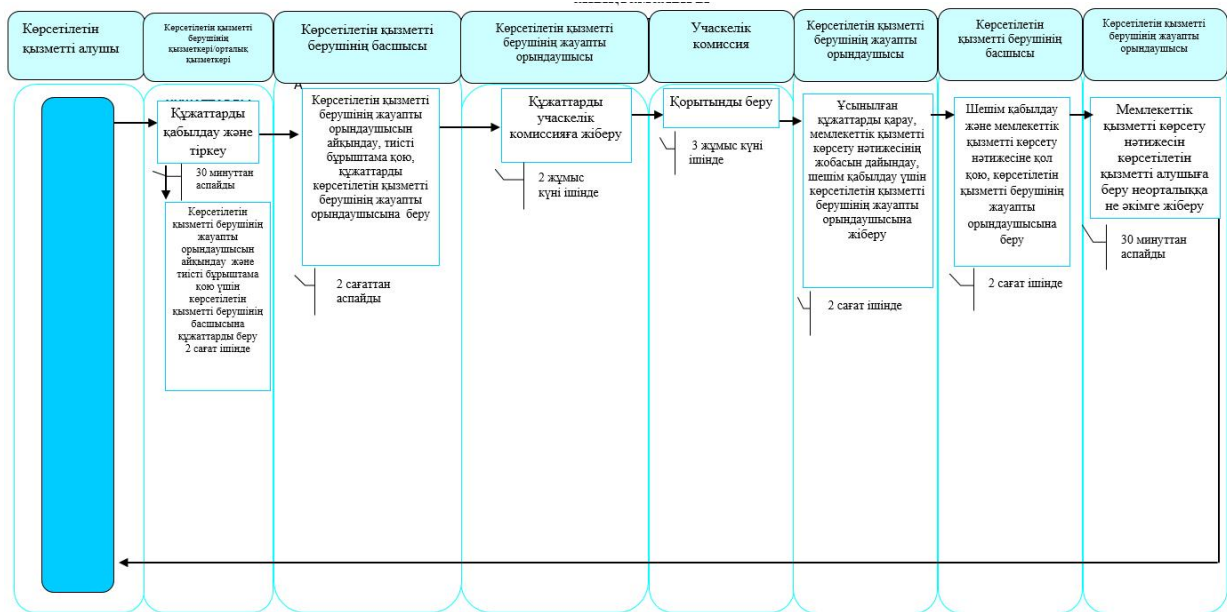 Көрсетілетін
қызметті алушы
Көрсетілетін қызметті
берушінің
қызметкері/орталық
қызметкері
Көрсетілетін қызметті
берушінің басшысы
Көрсетілетін қызметті
берушінің жауапты
орындаушысы
Учаскелік
комиссия
Көрсетілетін қызметті
берушінің жауапты
орындаушысы
Көрсетілетін
қызметті берушінің
басшысы
Көрсетілетін қызметті
берушінің жауапты
орындаушысы
Құжаттарды
қабылдау және
тіркеу
30 минуттан
аспайды
Көрсетілетін
қызметті берушінің
жауапты
орындаушысын
айқындау және
тиісті бұрыштама
қою үшін
көрсетілетін
қызметті берушінің
басшысына
құжаттарды беру
2 сағат ішінде
Көрсетілетін қызметті
берушінің жауапты
орындаушысын
айқындау, тиісті
бұрыштама қою,
құжаттарды
көрсетілетін қызметті
берушінің жауапты
орындаушысына беру
2 сағаттан
аспайды
Құжаттарды
учаскелік
комиссияға жіберу
2 жұмыс
күні ішінде
Қорытынды беру
3 жұмыс күні
ішінде
Ұсынылған
құжаттарды қарау,
мемлекеттік қызметті
көрсету нәтижесінің
жобасын дайындау,
шешім қабылдау үшін
көрсетілетін қызметті
берушінің жауапты
орындаушысына
жіберу
2 сағат ішінде
Шешім қабылдау
және мемлекеттік
қызметті көрсету
нәтижесіне қол
қою, көрсетілетін
қызметті берушінің
жауапты
орындаушысына
беру
2 сағат ішінде
Мемлекеттік
қызметті көрсету
нәтижесін
көрсетілетін
қызметті алушыға
беру неорталыққа
не әкімге жіберу
30 минуттан
аспайды